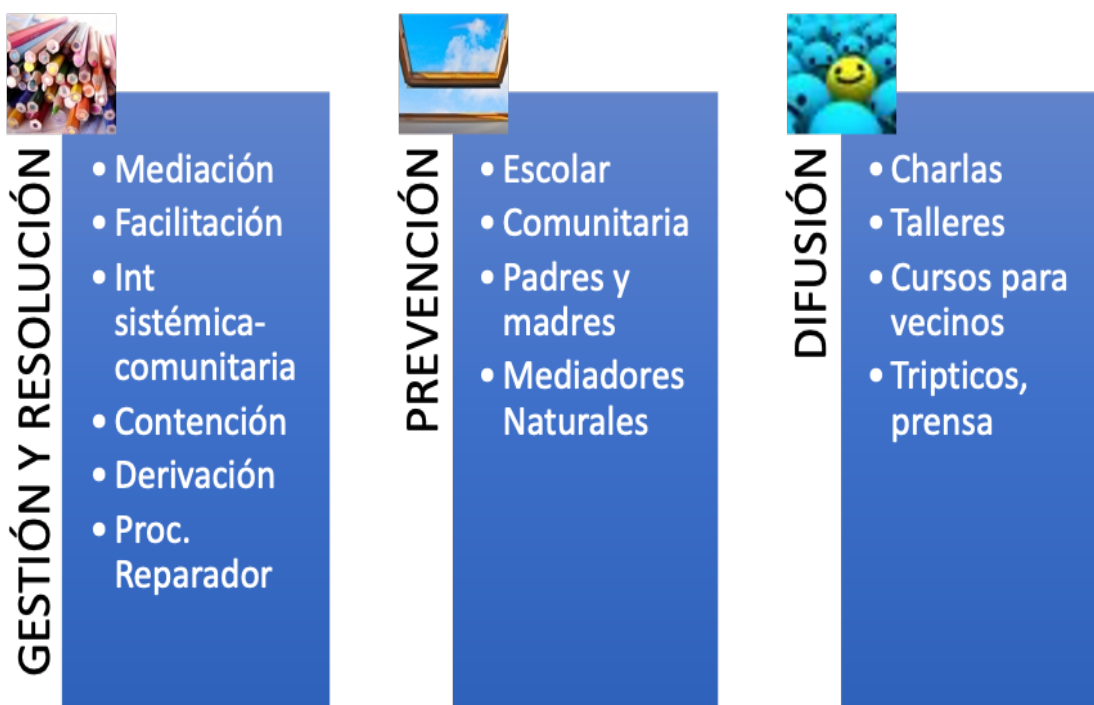 GESTIÓN Y RESOLUCIÓN
• Mediación
• Facilitación
• Int
sistémica-
comunitaria
• Contención
• Derivación
• Proc.
Reparador
PREVENCIÓN
• Escolar
• Comunitaria
• Padres y
madres
• Mediadores
Naturales
DIFUSIÓN
• Charlas
• Talleres
• Cursos para
vecinos
• Tripticos,
prensa